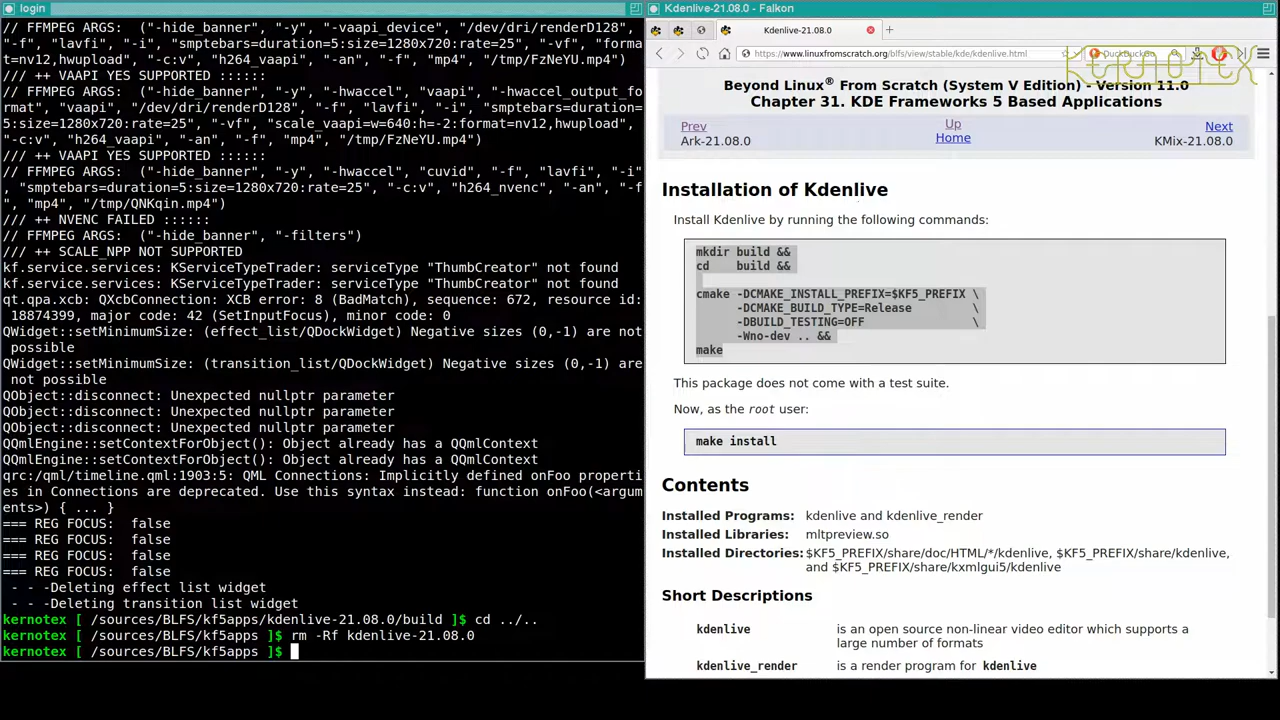 login
// FFMPEG ARGS:  ("-hide_banner", "-y", "-vaapi_device", "/dev/dri/renderD128",
"-f", "lavfi", "-i", "smptebars=duration=5:size=1280x720:rate=25", "-vf", "forma
t=nv12,hwupload", "-c:v", "h264_vaapi", "-an", "-f", "mp4", "/tmp/FzNeYU.mp4")
/// ++ VAAPI YES SUPPORTED ::::::
// FFMPEG ARGS:  ("-hide_banner", "-y", "-hwaccel", "vaapi", "-hwaccel_output_fo
rmat", "vaapi", "/dev/dri/renderD128", "-f", "lavfi", "-i", "smptebars=duration=
5:size=1280x720:rate=25", "-vf", "scale_vaapi=w=640:h=-2:format=nv12,hwupload",
"-c:v", "h264_vaapi", "-an", "-f", "mp4", "/tmp/FzNeYU.mp4")
/// ++ VAAPI YES SUPPORTED ::::::
// FFMPEG ARGS:  ("-hide_banner", "-y", "-hwaccel", "cuvid", "-f", "lavfi", "-i"
, "smptebars=duration=5:size=1280x720:rate=25", "-c:v", "h264_nvenc", "-an", "-f
", "mp4", "/tmp/QNKqin.mp4")
/// ++ NVENC FAILED ::::::
// FFMPEG ARGS:  ("-hide_banner", "-filters")
/// ++ SCALE_NPP NOT SUPPORTED
kf.service.services: KServiceTypeTrader: serviceType "ThumbCreator" not found
kf.service.services: KServiceTypeTrader: serviceType "ThumbCreator" not found
qt.qpa.xcb: QXcbConnection: XCB error: 8 (BadMatch), sequence: 672, resource id:
18874399, major code: 42 (SetInputFocus), minor code: 0
QWidget::setMinimumSize: (effect_list/QDockWidget) Negative sizes (0,-1) are not
possible
QWidget::setMinimumSize: (transition_list/QDockWidget) Negative sizes (0,-1) are
not possible
QObject::disconnect: Unexpected nullptr parameter
QObject::disconnect: Unexpected nullptr parameter
QObject::disconnect: Unexpected nullptr parameter
QQmlEngine::setContextForObject(): Object already has a QQmlContext
QQmlEngine::setContextForObject(): Object already has a QQmlContext
qrc:/qml/timeline.qml:1903:5: QML Connections: Implicitly defined onFoo properti
es in Connections are deprecated. Use this syntax instead: function onFoo(<argum
ents>) { ... }
=== REG FOCUS:  false
=== REG FOCUS:  false
=== REG FOCUS:  false
=== REG FOCUS:  false
- - -Deleting effect list widget
- - -Deleting transition list widget
kernotex [ /sources/BLFS/kf5apps/kdenlive-21.08.0/build ]$ cd ../..
kernotex [ /sources/BLFS/kf5apps ]$ rm -Rf kdenlive-21.08.0
kernotex [ /sources/BLFS/kf5apps ]$
Kdenlive-21.08.0 - Falkon
Kdenlive-21.08.0
https://www.linuxfromscratch.org/blfs/view/stable/kde/kdenlive.html
DuckDuckGo
KERNOTEX
Beyond Linux® From Scratch (System V Edition) - Version 11.0
Chapter 31. KDE Frameworks 5 Based Applications
Prev Up Next
Ark-21.08.0 Home KMix-21.08.0
Installation of Kdenlive
Install Kdenlive by running the following commands:
mkdir build &&
cd    build &&
cmake -DCMAKE_INSTALL_PREFIX=$KF5_PREFIX \
-DCMAKE_BUILD_TYPE=Release \
-DBUILD_TESTING=OFF \
-Wno-dev .. &&
make
This package does not come with a test suite.
Now, as the root user:
make install
Contents
Installed Programs: kdenlive and kdenlive_render
Installed Libraries: mltpreview.so
Installed Directories: $KF5_PREFIX/share/doc/HTML/*/kdenlive, $KF5_PREFIX/share/kdenlive,
and $KF5_PREFIX/share/kxmlgui5/kdenlive
Short Descriptions
kdenlive is an open source non-linear video editor which supports a
large number of formats
kdenlive_render is a render program for kdenlive